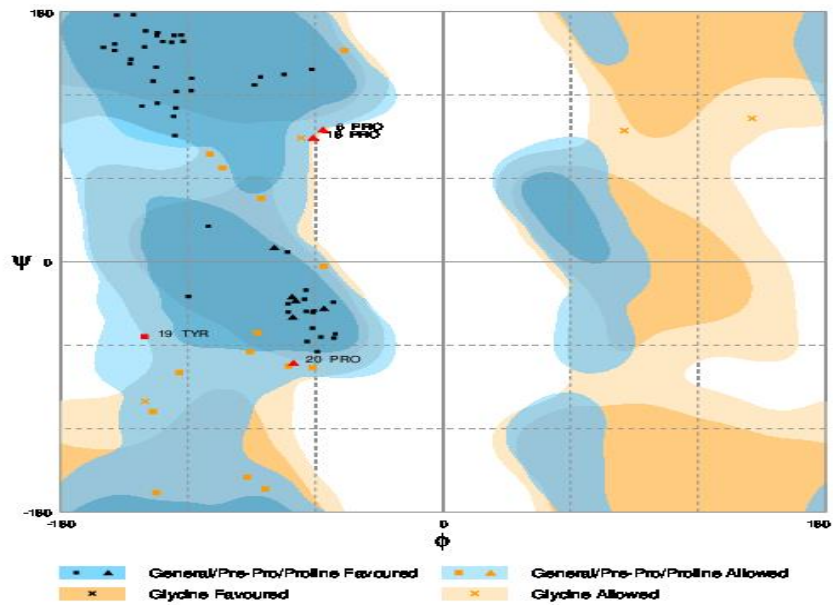 180
6 PRO
16 PRO
Ψ 0
19 TYR
20 PRO
-180
-180 0 180
Φ
General/Pre-Pro/Proline Favoured General/Pre-Pro/Proline Allowed
Glycine Favoured Glycine Allowed